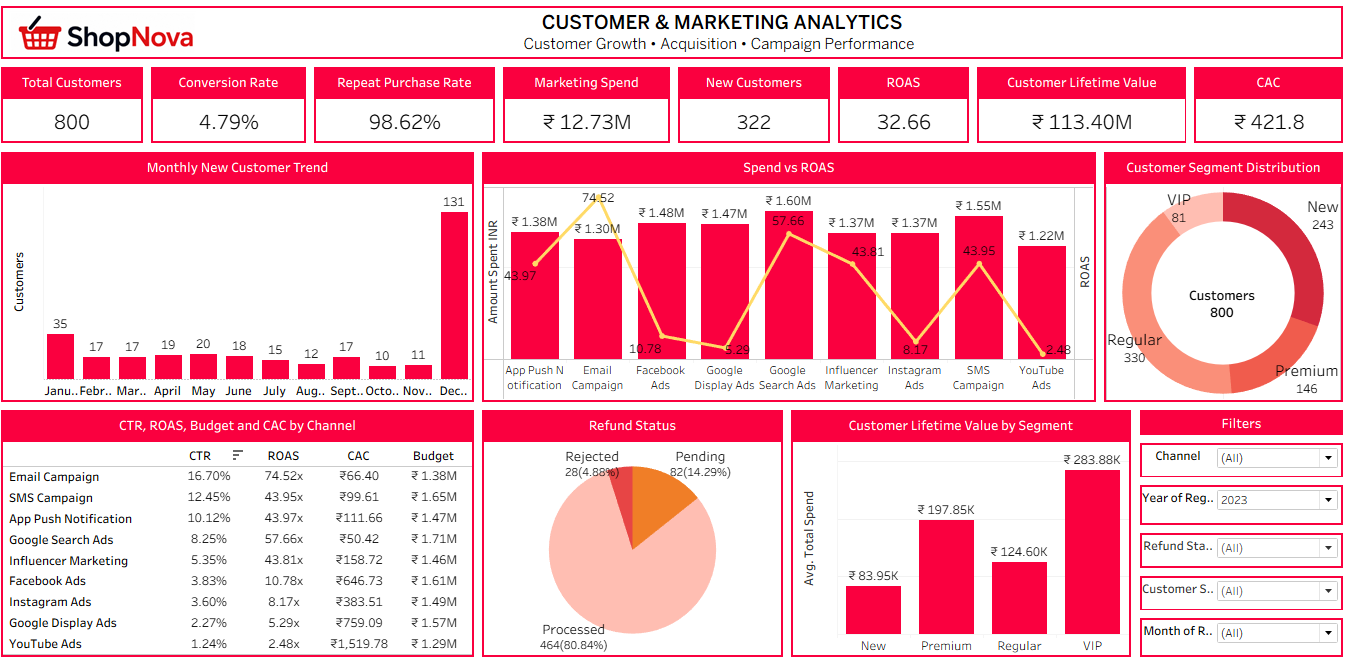 ShopNova
CUSTOMER & MARKETING ANALYTICS
Customer Growth • Acquisition • Campaign Performance
Total Customers
800
Conversion Rate
4.79%
Repeat Purchase Rate
98.62%
Marketing Spend
₹ 12.73M
New Customers
322
ROAS
32.66
Customer Lifetime Value
₹ 113.40M
CAC
₹ 421.8
Monthly New Customer Trend
Customers
35
17
17
19
20
18
15
12
17
10
11
131
Janu..
Febr..
Mar..
April
May
June
July
Aug..
Sept..
Octo..
Nov..
Dec..
Spend vs ROAS
Amount Spent INR
ROAS
₹ 1.38M
₹ 1.30M
₹ 1.48M
₹ 1.47M
₹ 1.60M
₹ 1.37M
₹ 1.37M
₹ 1.55M
₹ 1.22M
43.97
74.52
10.78
5.29
57.66
43.81
8.17
43.95
2.48
App Push N
otification
Email
Campaign
Facebook
Ads
Google
Display Ads
Google
Search Ads
Influencer
Marketing
Instagram
Ads
SMS
Campaign
YouTube
Ads
Customer Segment Distribution
VIP
81
New
243
Customers
800
Regular
330
Premium
146
CTR, ROAS, Budget and CAC by Channel
CTR ROAS CAC Budget
Email Campaign 16.70% 74.52x ₹66.40 ₹ 1.38M
SMS Campaign 12.45% 43.95x ₹99.61 ₹ 1.65M
App Push Notification 10.12% 43.97x ₹111.66 ₹ 1.47M
Google Search Ads 8.25% 57.66x ₹50.42 ₹ 1.71M
Influencer Marketing 5.35% 43.81x ₹158.72 ₹ 1.46M
Facebook Ads 3.83% 10.78x ₹646.73 ₹ 1.61M
Instagram Ads 3.60% 8.17x ₹383.51 ₹ 1.49M
Google Display Ads 2.27% 5.29x ₹759.09 ₹ 1.57M
YouTube Ads 1.24% 2.48x ₹1,519.78 ₹ 1.29M
Refund Status
Rejected
28(4.88%)
Pending
82(14.29%)
Processed
464(80.84%)
Customer Lifetime Value by Segment
Avg. Total Spend
₹ 83.95K
₹ 197.85K
₹ 124.60K
₹ 283.88K
New
Premium
Regular
VIP
Filters
Channel (All)
Year of Reg.. 2023
Refund Sta.. (All)
Customer S.. (All)
Month of R.. (All)